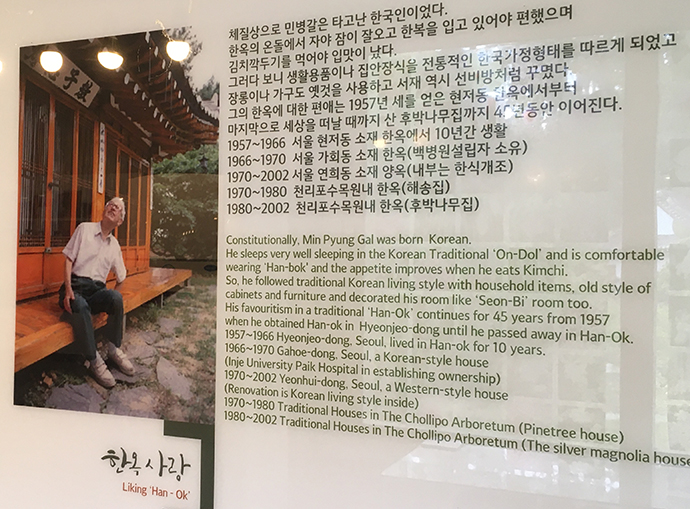 체질상으로 민병갈은 타고난 한국인이었다.
한옥의 온돌에서 자야 잠이 잘오고 한복을 입고 있어야 편했으며
김치깍두기를 먹어야 입맛이 났다.
그러다 보니 생활용품이나 집안장식을 전통적인 한국가정형태를 따르게 되었고
장롱이나 가구도 옛것을 사용하고 서재 역시 선비방처럼 꾸몄다.
그의 한옥에 대한 편애는 1957년 세를 얻은 현저동 한옥에서부터
마지막으로 세상을 떠날 때까지 산 후박나무집까지 45년동안 이어진다.
1957~1966 서울 현저동 소재 한옥에서 10년간 생활
1966~1970 서울 가회동 소재 한옥(백병원설립자 소유)
1970~2002 서울 연희동 소재 양옥(내부는 한식개조)
1970~1980 천리포수목원내 한옥(해송집)
1980~2002 천리포수목원내 한옥(후박나무집)
Constitutionally, Min Pyung Gal was born Korean.
He sleeps very well sleeping in the Korean Traditional 'On-Dol' and is comfortable
wearing 'Han-bok' and the appetite improves when he eats Kimchi.
So, he followed traditional Korean living style with household items, old style of
cabinets and furniture and decorated his room like 'Seon-Bi' room too.
His favouritism in a traditional 'Han-Ok' continues for 45 years from 1957
when he obtained Han-ok in Hyeonjeo-dong until he passed away in Han-Ok.
1957~1966 Hyeonjeo-dong, Seoul, lived in Han-ok for 10 years.
1966~1970 Gahoe-dong, Seoul, a Korean-style house
(Inje University Paik Hospital in establishing ownership)
1970~2002 Yeonhui-dong, Seoul, a Western-style house
(Renovation is Korean living style inside)
1970~1980 Traditional Houses in The Chollipo Arboretum (Pinetree house)
1980~2002 Traditional Houses in The Chollipo Arboretum (The silver magnolia house
한옥 사랑
Liking 'Han - Ok'